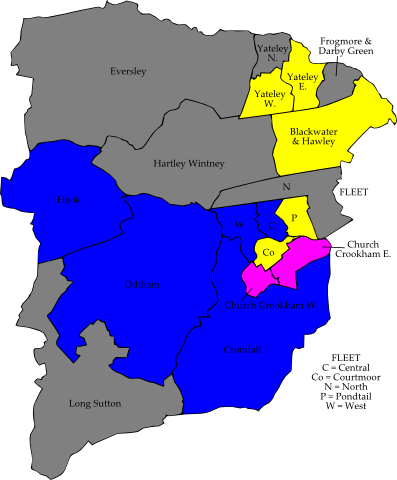 Frogmore &
Darby Green
Yateley
N.
Eversley
Yateley
E.
Yateley
W.
Blackwater
& Hawley
Hartley Wintney
N
FLEET
Hook
P
W
C
Church
Crookham E.
Co
Odiham
Church Crookham W.
Crondall
FLEET
C = Central
Co = Courtmoor
N = North
P = Pondtail
W = West
Long Sutton